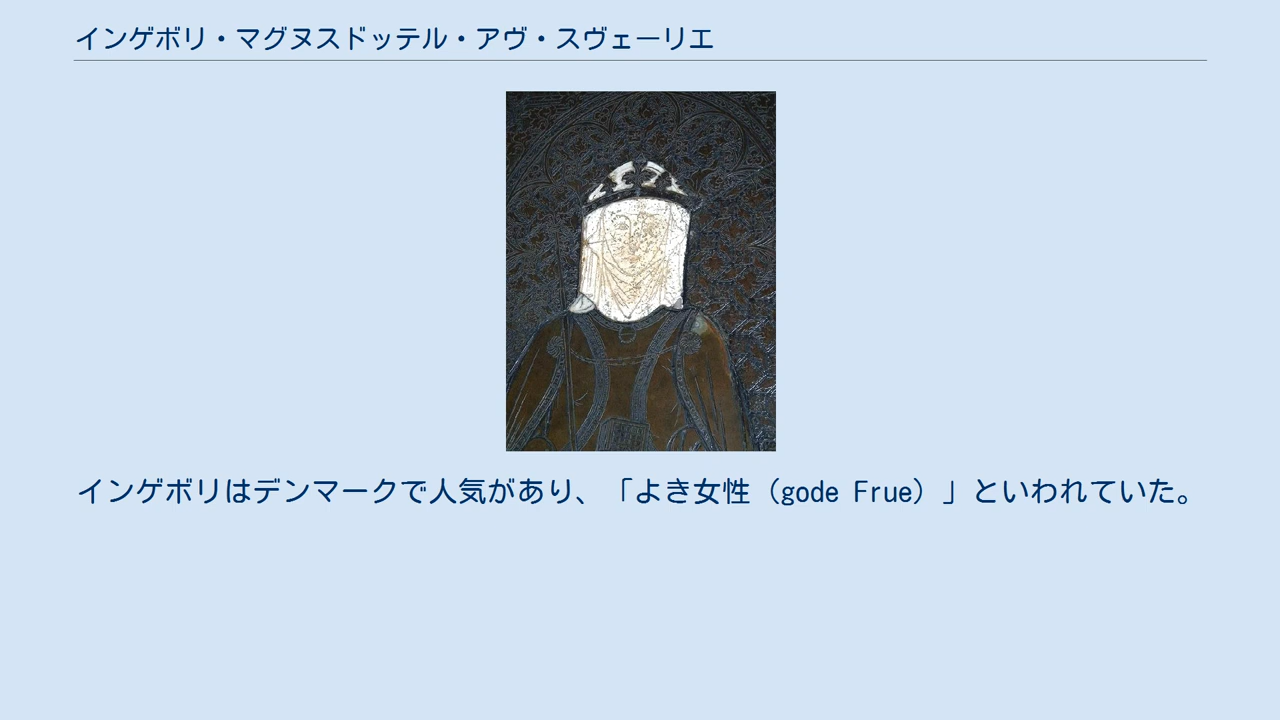 インゲボリ・マグヌスドッテル・アヴ・スヴェーリエ
インゲボリはデンマークで人気があり、「よき女性（gode Frue）」といわれていた。